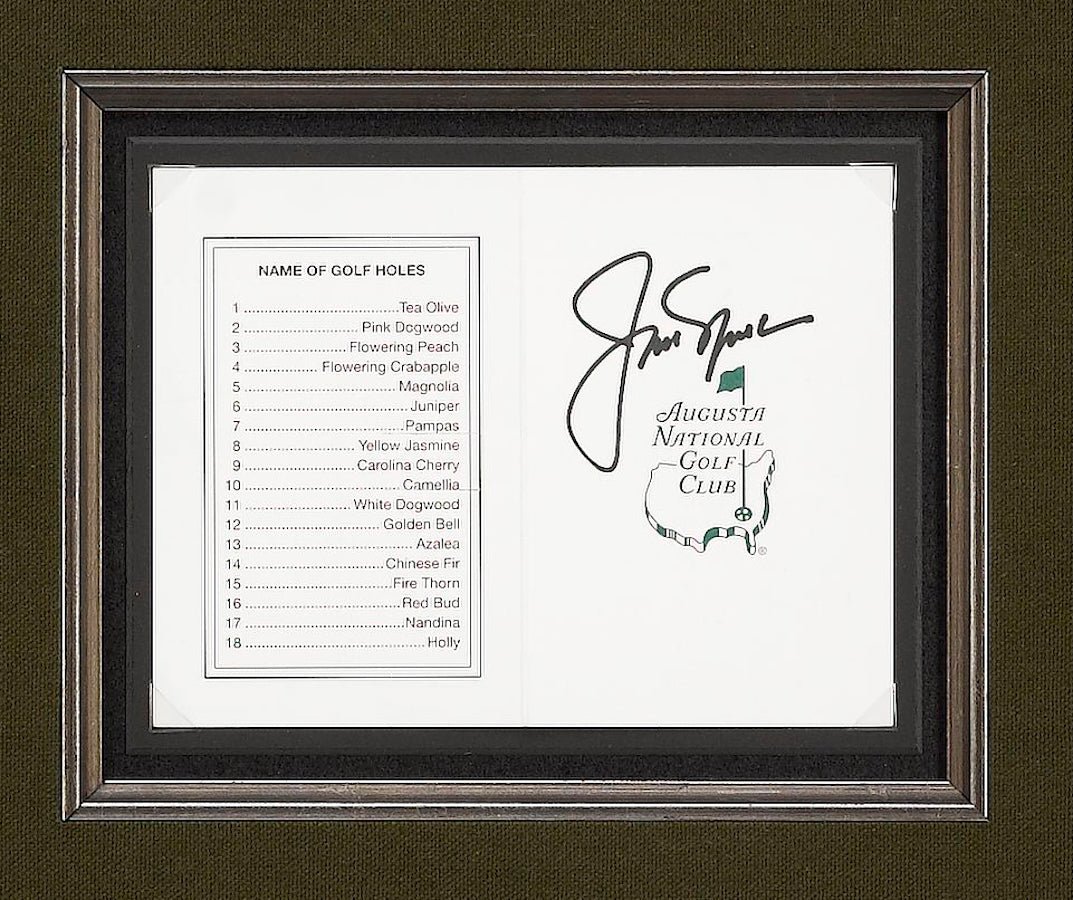 NAME OF GOLF HOLES
1 ........................................................Tea Olive
2 .............................................Pink Dogwood
3 ........................................Flowering Peach
4 ............................. Flowering Crabapple
5 .......................................................Magnolia
6 ...........................................................Juniper
7 .........................................................Pampas
8 ..........................................Yellow Jasmine
9 ..........................................Carolina Cherry
10 .......................................................Camellia
11 .........................................White Dogwood
12 .................................................Golden Bell
13 ...........................................................Azalea
14 .................................................Chinese Fir
15 ....................................................Fire Thorn
16 .......................................................Red Bud
17 ........................................................Nandina
18 ...............................................................Holly
AUGUSTA
NATIONAL
GOLF
CLUB
®